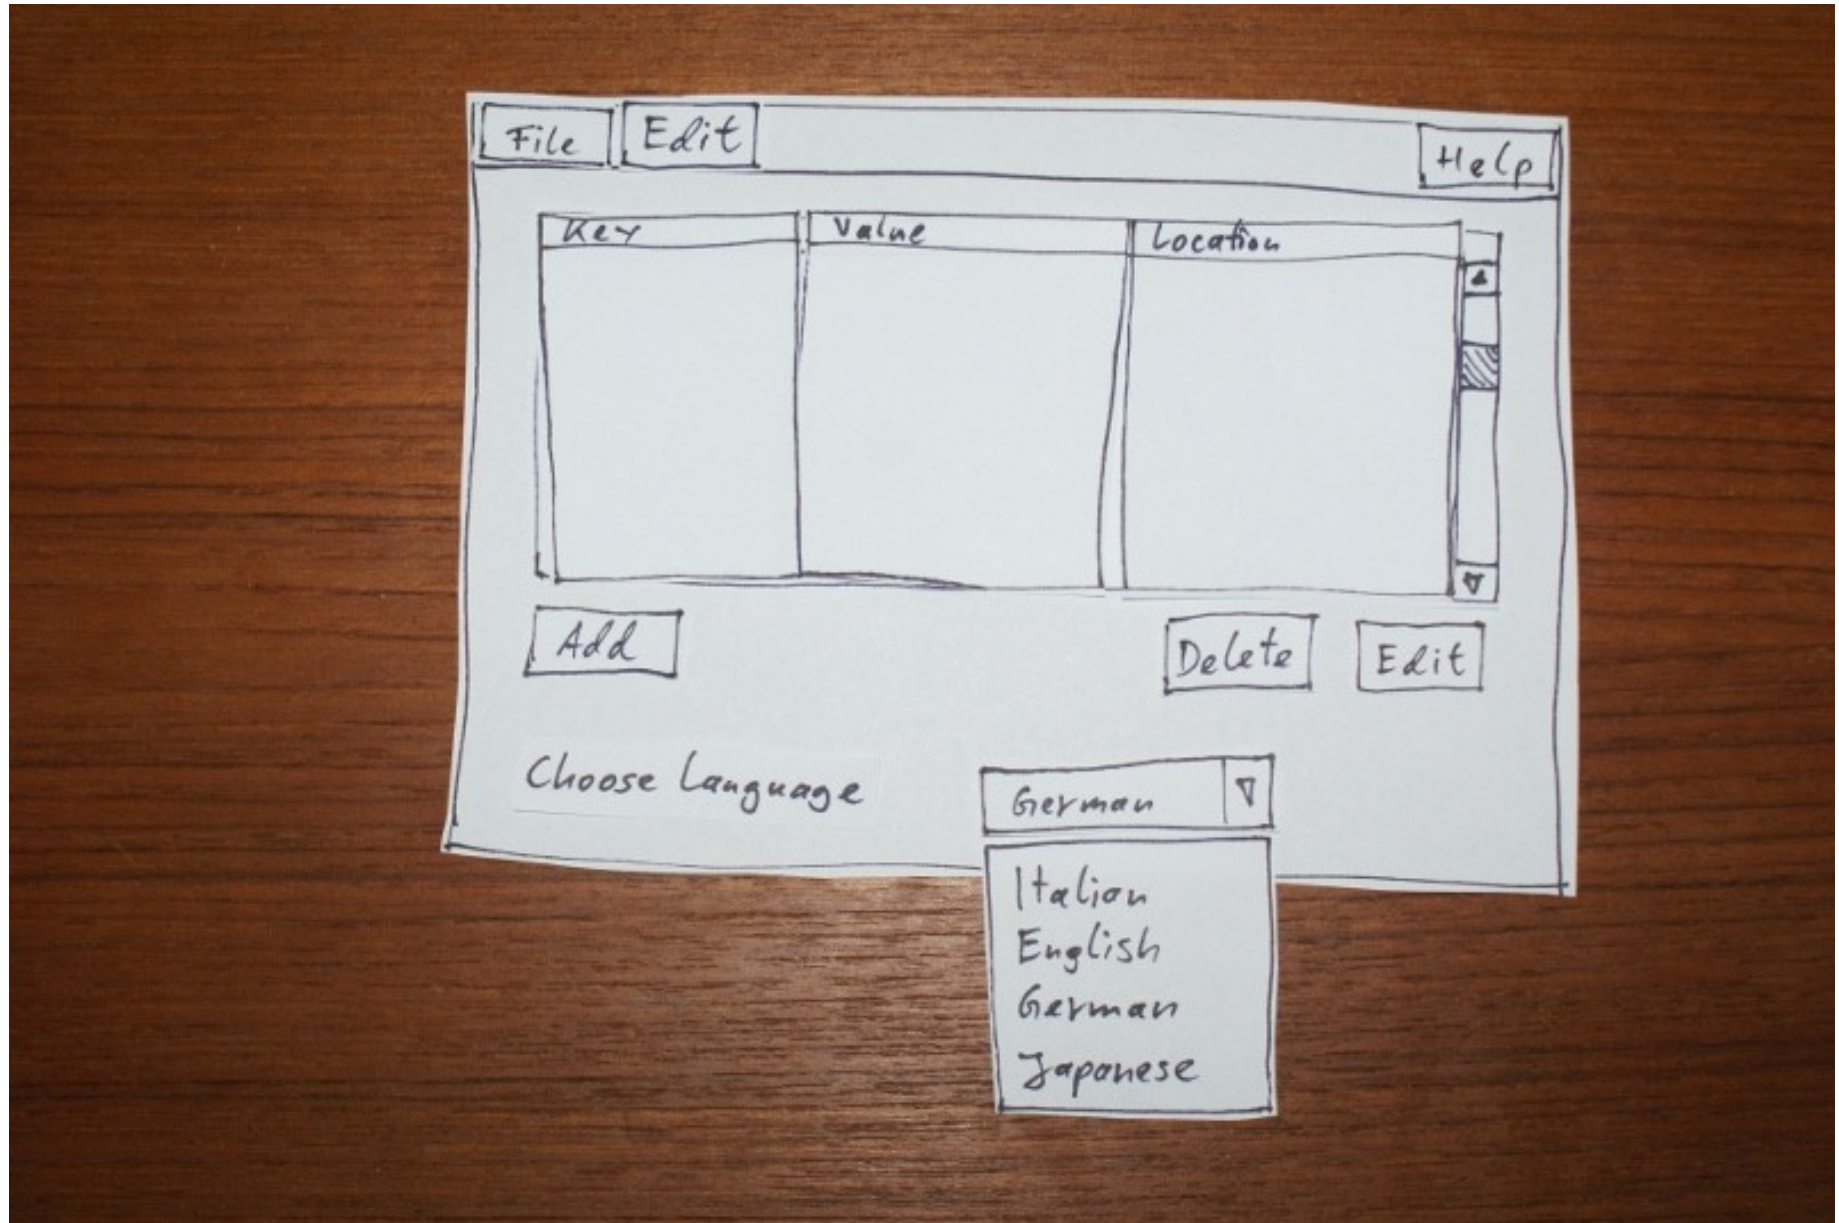 File Edit Help
Key Value Location
Add Delete Edit
Choose Language German
Italian
English
German
Japanese